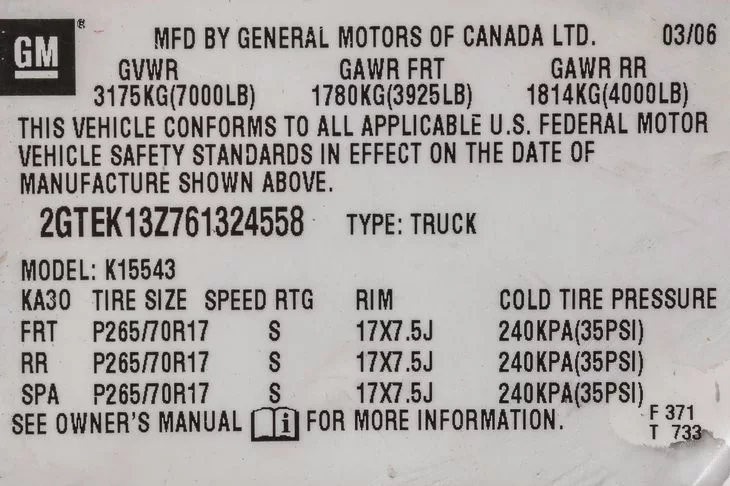 GM ® MFD BY GENERAL MOTORS OF CANADA LTD. 03/06
GVWR GAWR FRT GAWR RR
3175KG(7000LB) 1780KG(3925LB) 1814KG(4000LB)
THIS VEHICLE CONFORMS TO ALL APPLICABLE U.S. FEDERAL MOTOR
VEHICLE SAFETY STANDARDS IN EFFECT ON THE DATE OF
MANUFACTURE SHOWN ABOVE.
2GTEK13Z761324558 TYPE: TRUCK
MODEL: K15543
KA30 TIRE SIZE SPEED RTG RIM COLD TIRE PRESSURE
FRT P265/70R17 S 17X7.5J 240KPA(35PSI)
RR P265/70R17 S 17X7.5J 240KPA(35PSI)
SPA P265/70R17 S 17X7.5J 240KPA(35PSI)
SEE OWNER'S MANUAL i FOR MORE INFORMATION.
F 371
T 733